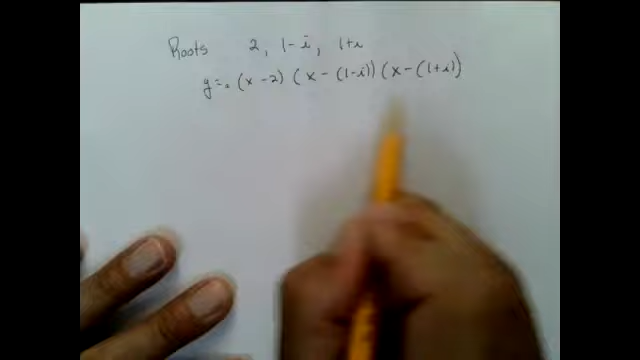 Roots 2, 1-i, 1+i
y = (x-2) (x-(1-i)) (x-(1+i))